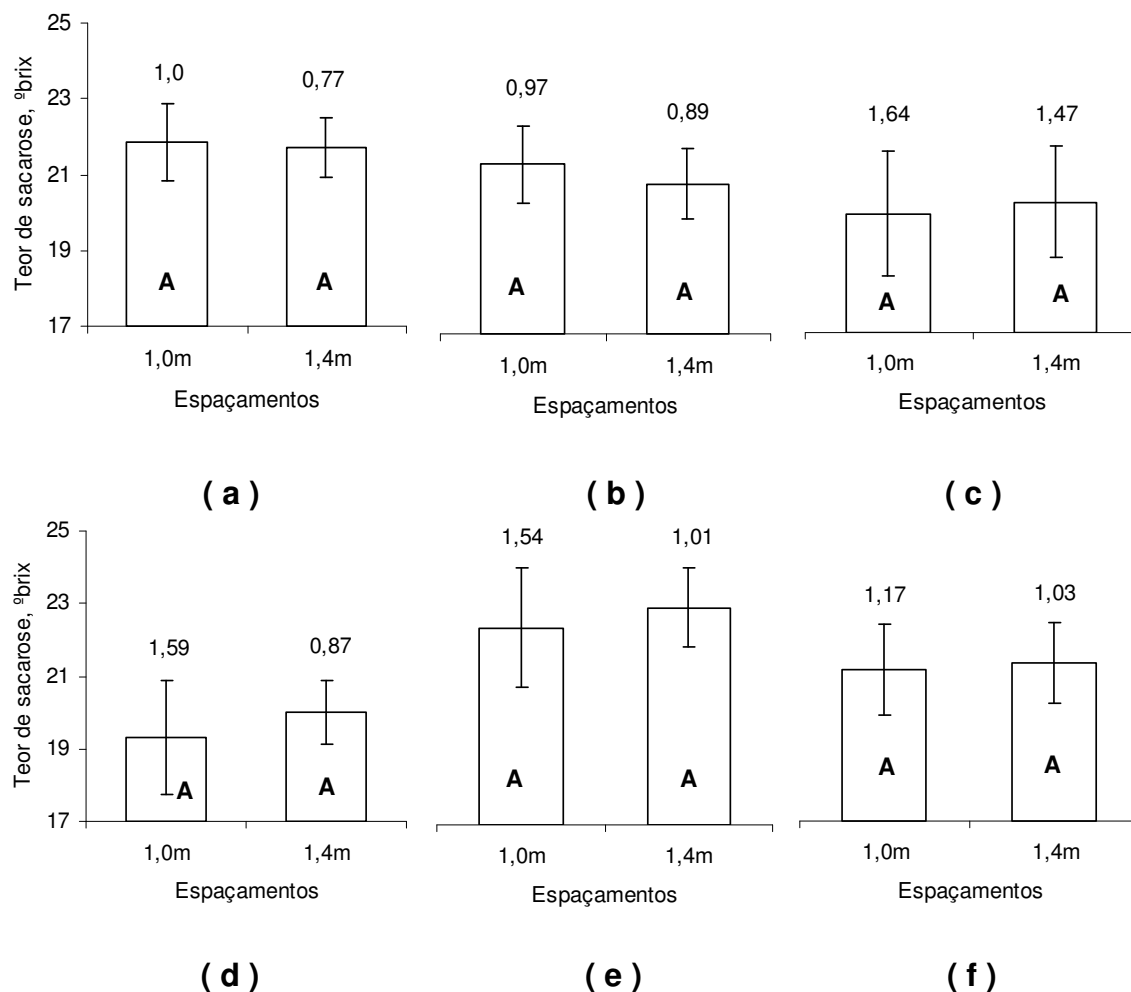 Teor de sacarose, ºbrix
25
23
21
19
17
1,0
0,77
A
A
1,0m
1,4m
Espaçamentos
( a )
0,97
0,89
A
A
1,0m
1,4m
Espaçamentos
( b )
1,64
1,47
A
A
1,0m
1,4m
Espaçamentos
( c )
Teor de sacarose, ºbrix
25
23
21
19
17
1,59
0,87
A
A
1,0m
1,4m
Espaçamentos
( d )
1,54
1,01
A
A
1,0m
1,4m
Espaçamentos
( e )
1,17
1,03
A
A
1,0m
1,4m
Espaçamentos
( f )